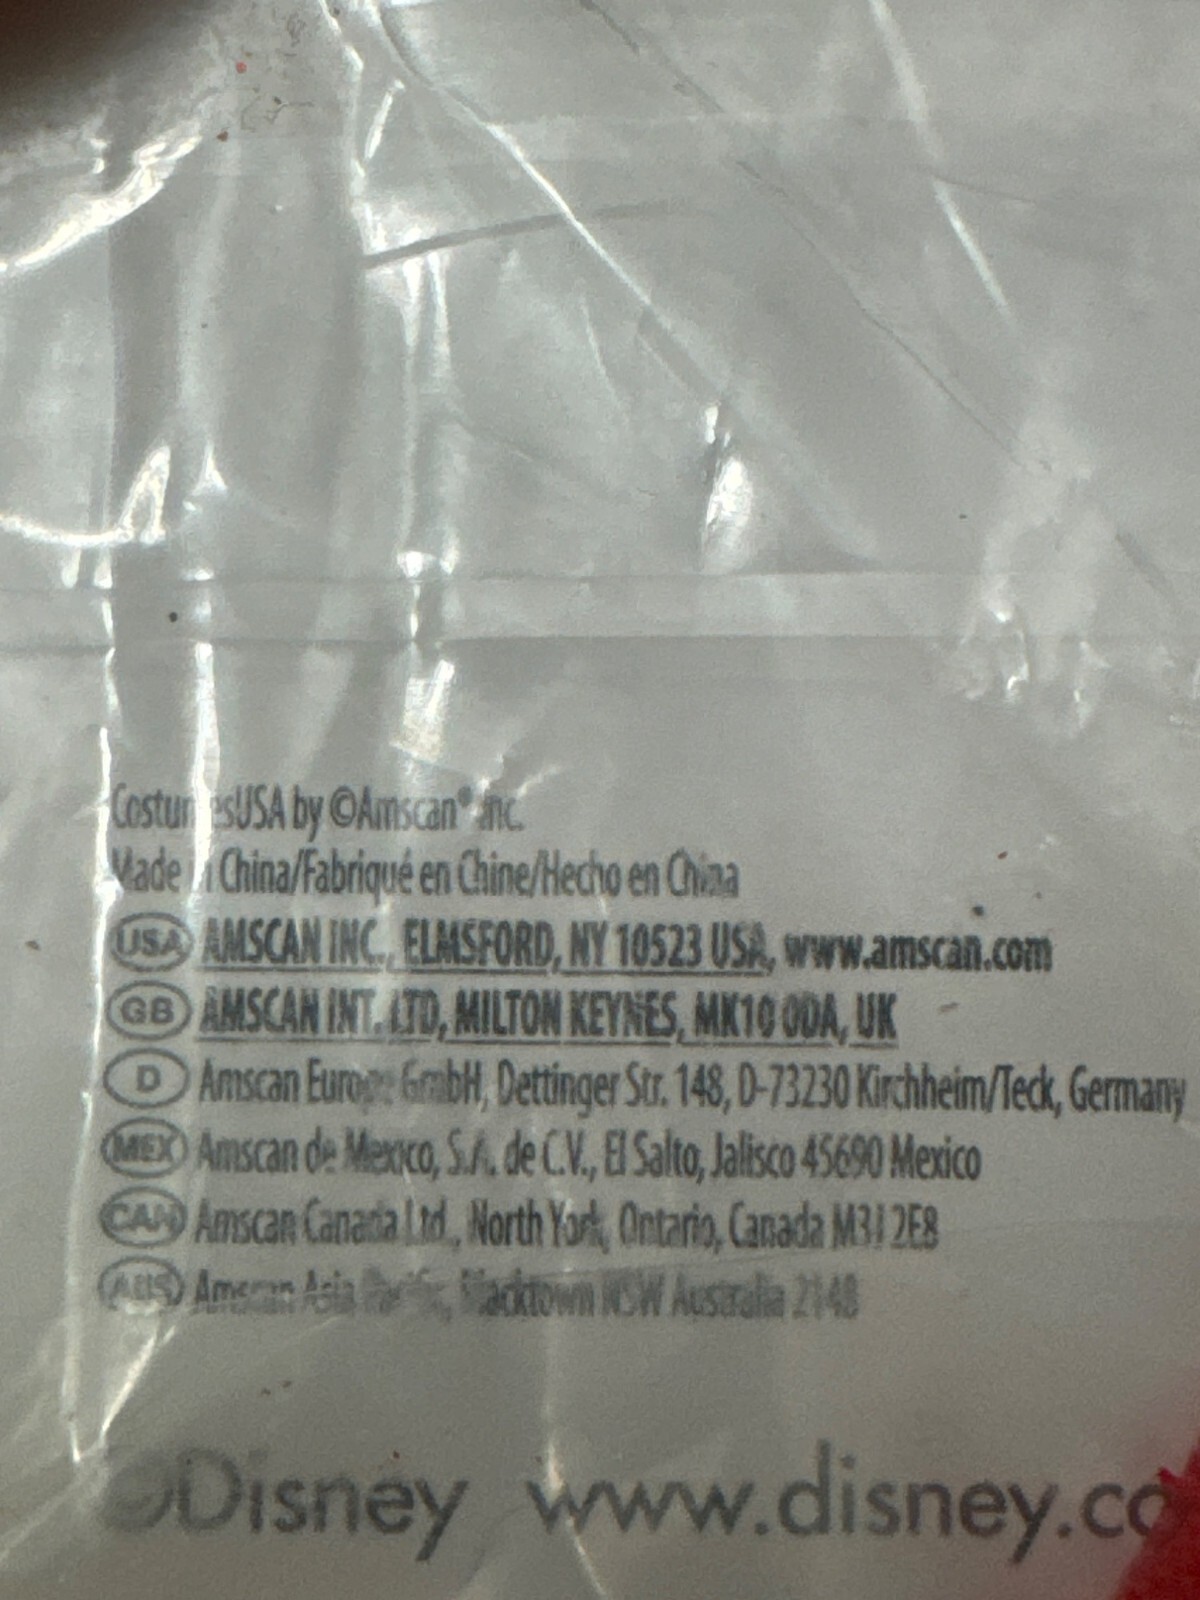 CostumesUSA by ©Amscan® Inc.
Made in China/Fabriqué en Chine/Hecho en China
USA AMSCAN INC., ELMSFORD, NY 10523 USA, www.amscan.com
GB AMSCAN INT. LTD, MILTON KEYNES, MK10 0DA, UK
D Amscan Europe GmbH, Dettinger Str. 148, D-73230 Kirchheim/Teck, Germany
MEX Amscan de Mexico, S.A. de C.V., El Salto, Jalisco 45690 Mexico
CAN Amscan Canada Ltd., North York, Ontario, Canada M3J 2E8
AUS Amscan Asia Pacific, Blacktown NSW Australia 2148
©Disney www.disney.co